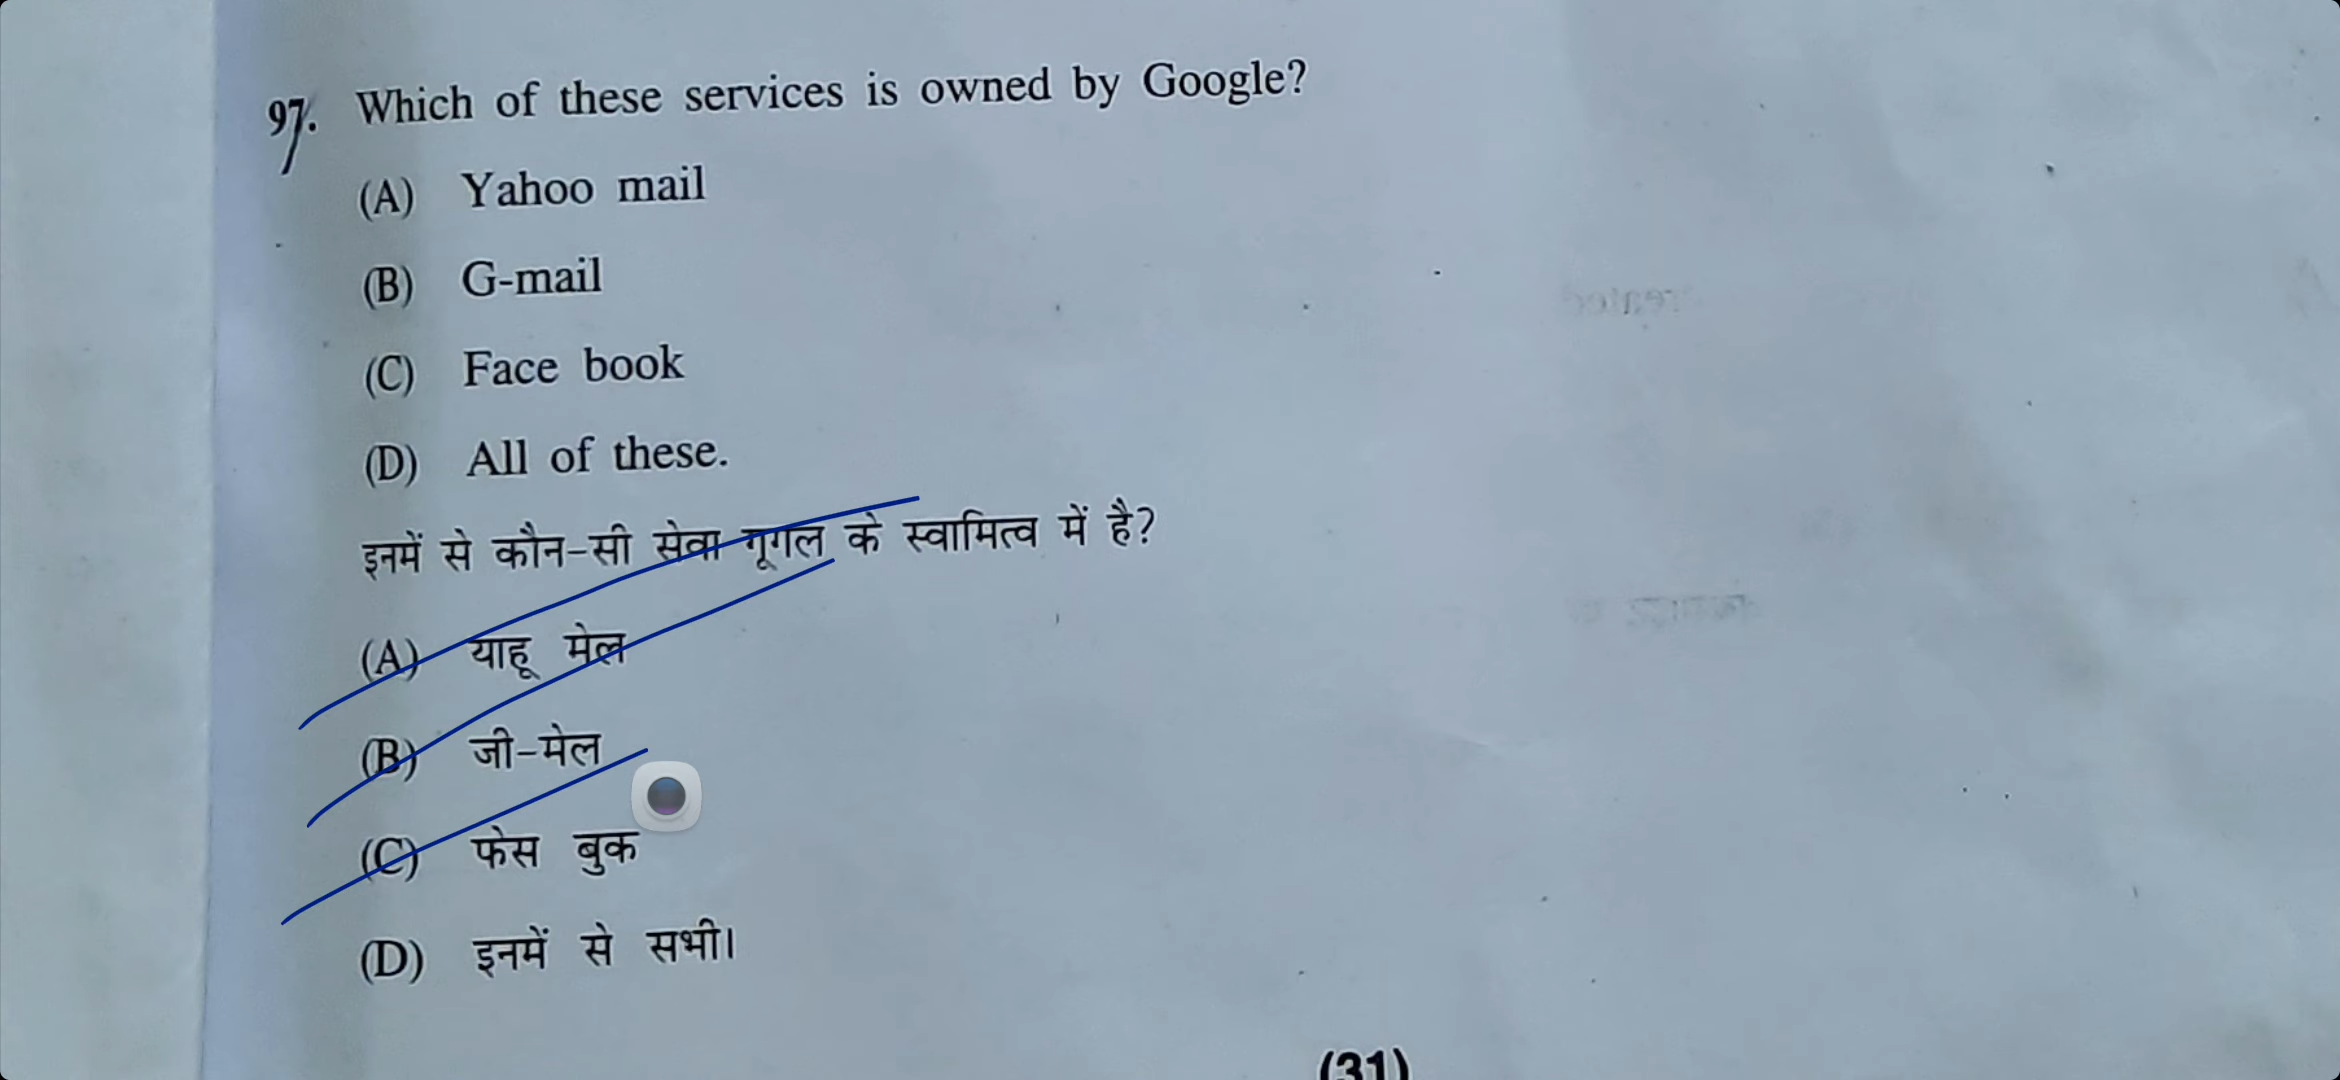 97. Which of these services is owned by Google?
(A) Yahoo mail
(B) G-mail
(C) Face book
(D) All of these.
इनमें से कौन-सी सेवा गूगल के स्वामित्व में है?
(A) याहू मेल
(B) जी-मेल
(C) फेस बुक
(D) इनमें से सभी।
(31)